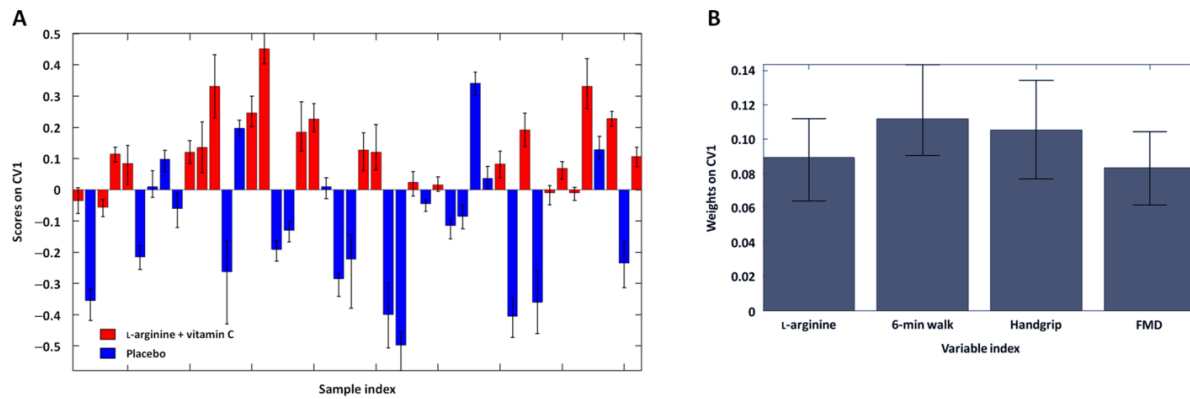 A
Scores on CV1
0.5
0.4
0.3
0.2
0.1
0
−0.1
−0.2
−0.3
−0.4
−0.5
L-arginine + vitamin C
Placebo
Sample index
B
Weights on CV1
0.14
0.12
0.10
0.08
0.06
0.04
0.02
0
L-arginine 6-min walk Handgrip FMD
Variable index